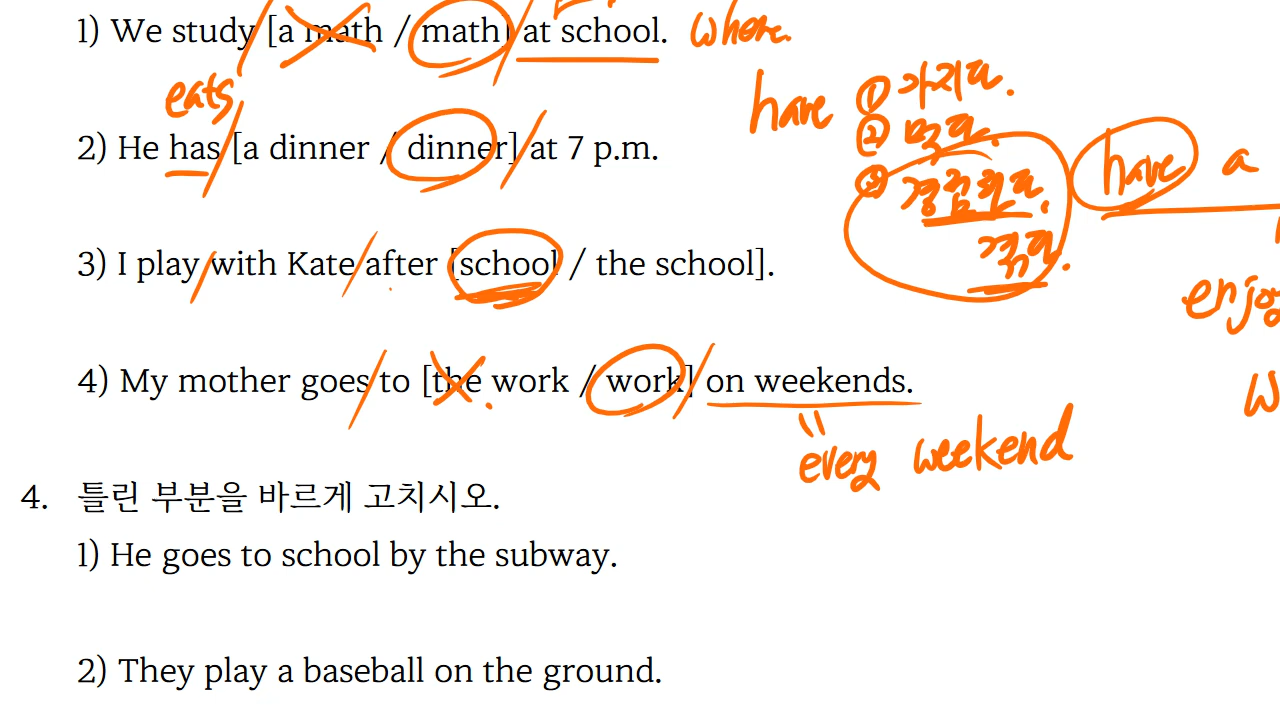 1) We study [a math / math] at school. where.
eats
have ① 가지다.
② 먹다.
2) He has [a dinner / dinner] at 7 p.m.
③ 경험한다.
have a
겪다.
3) I play with Kate after [school / the school].
enjoy
4) My mother goes to [the work / work] on weekends.
every weekend
4. 틀린 부분을 바르게 고치시오.
1) He goes to school by the subway.
2) They play a baseball on the ground.